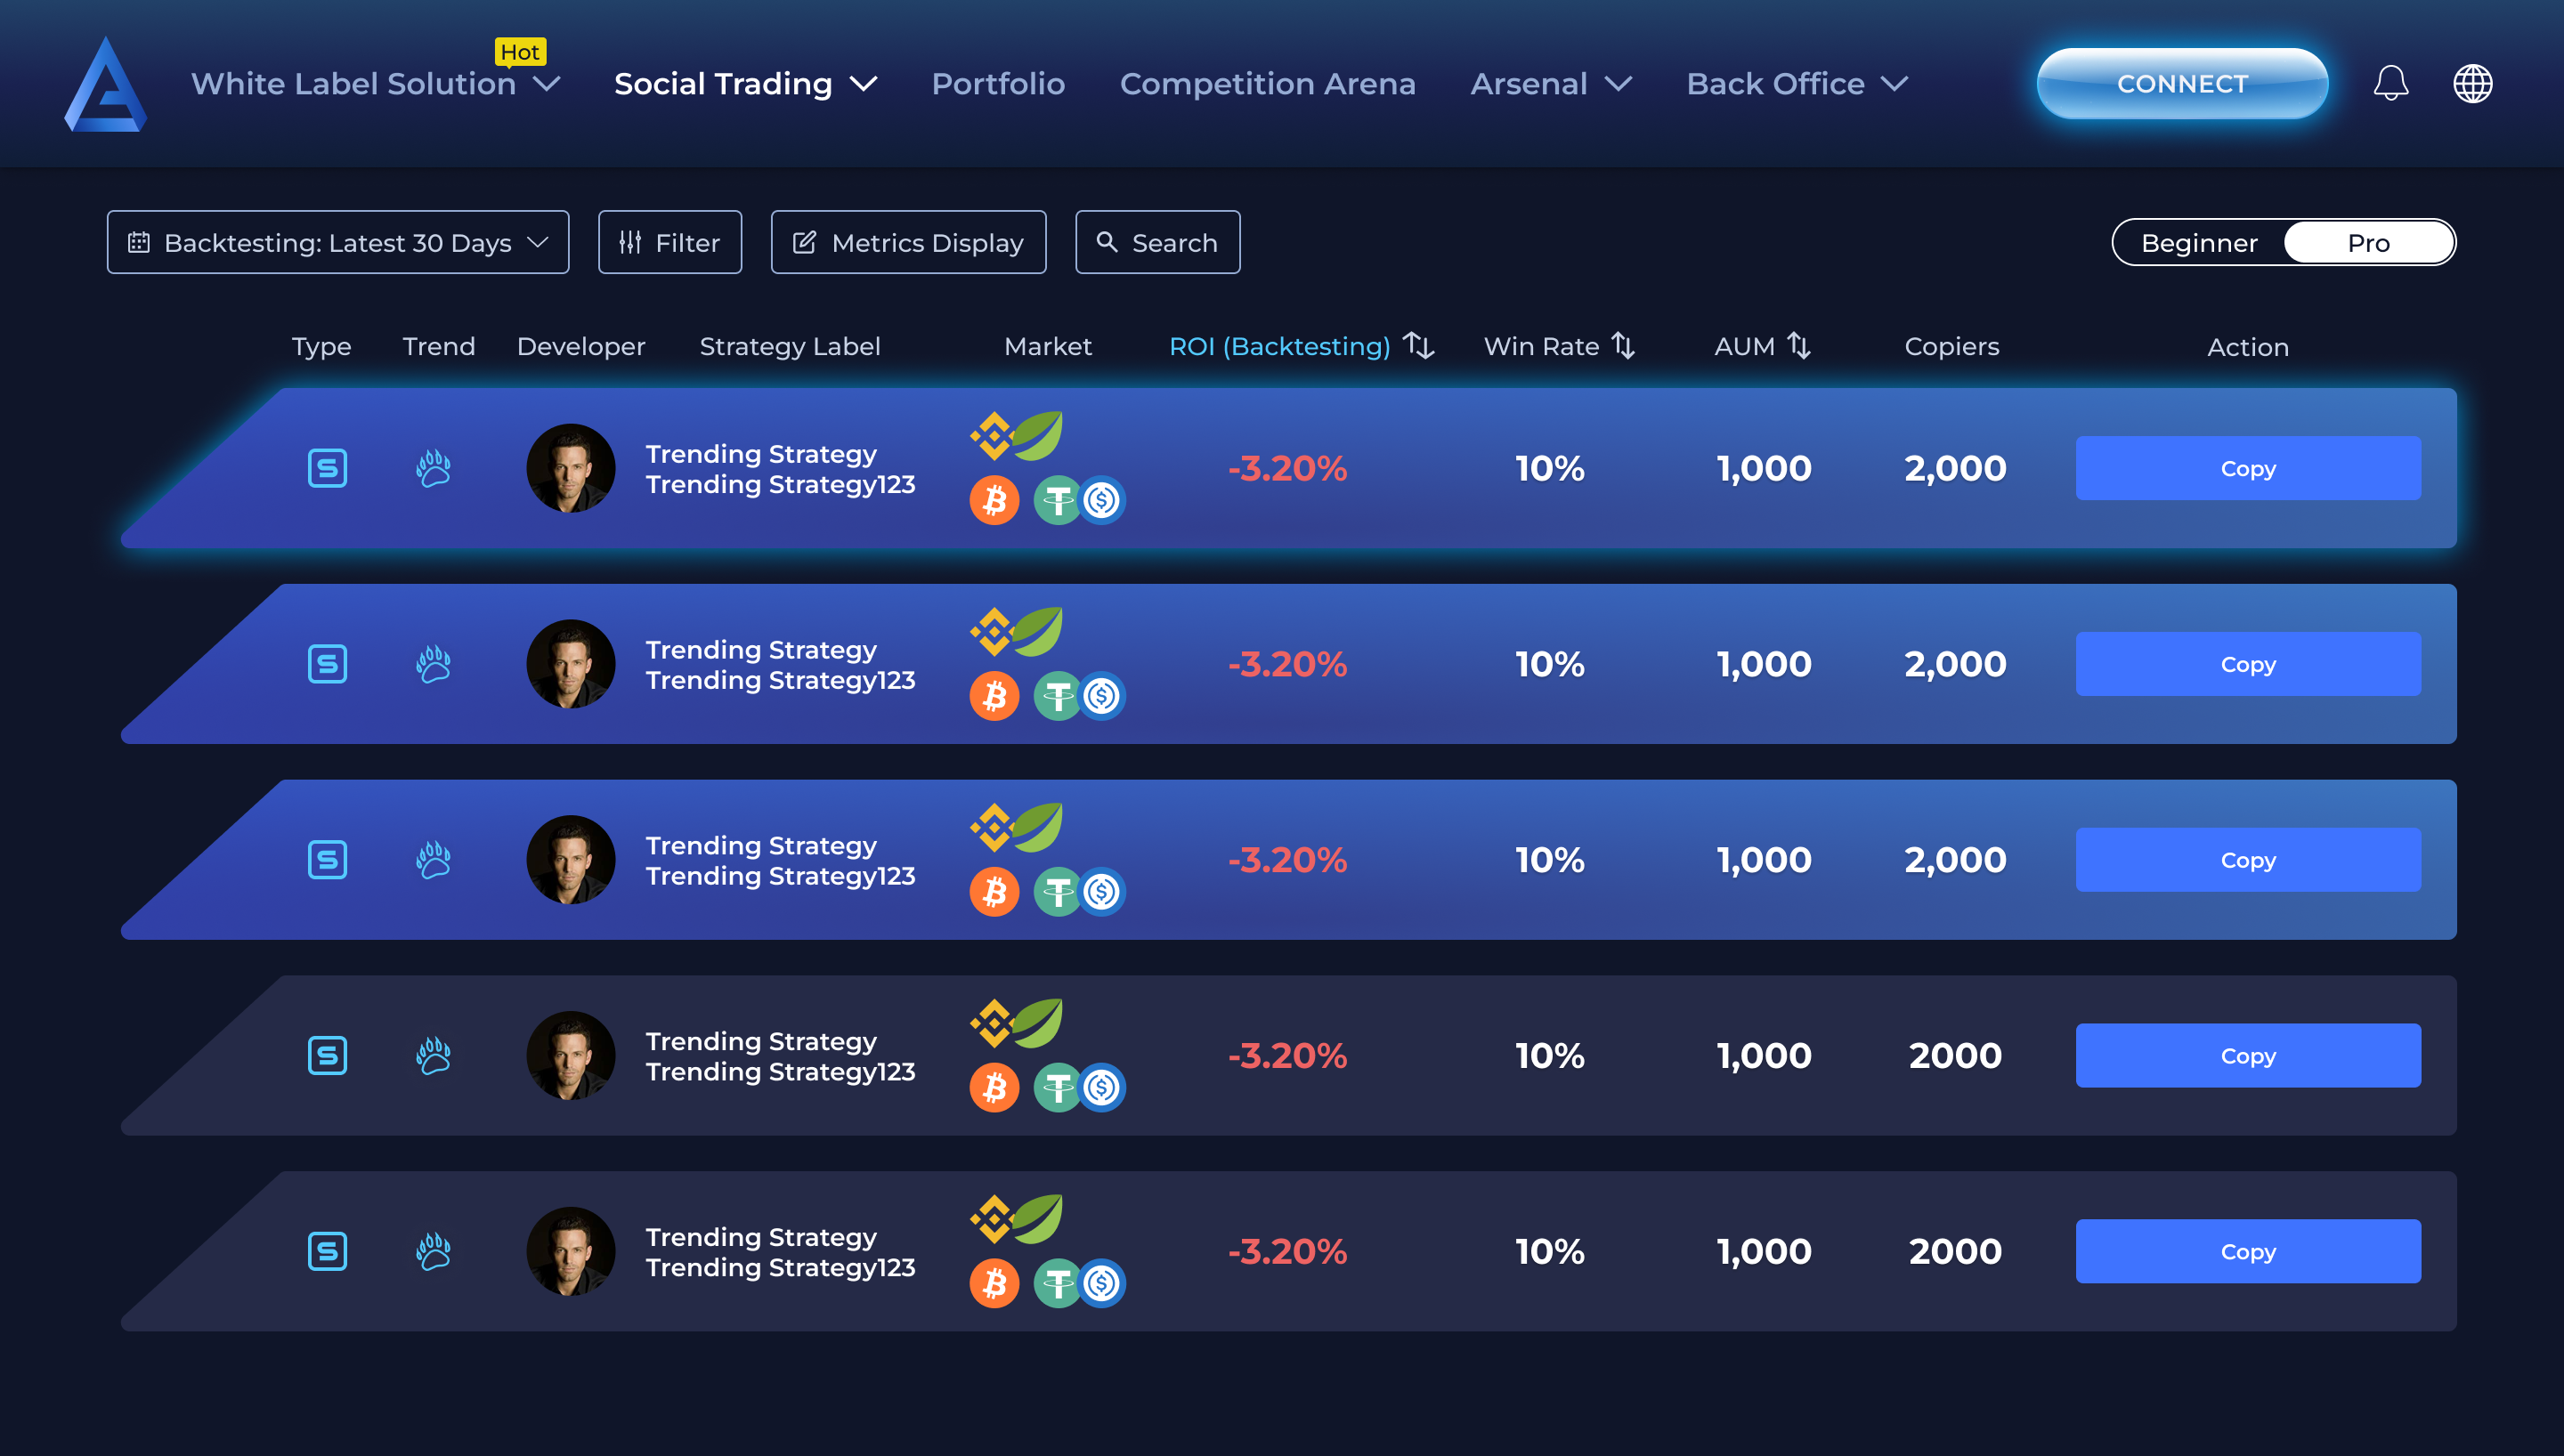 Hot
White Label Solution
Social Trading
Portfolio
Competition Arena
Arsenal
Back Office
CONNECT
Backtesting: Latest 30 Days
Filter
Metrics Display
Search
Beginner
Pro
Type
Trend
Developer
Strategy Label
Market
ROI (Backtesting)
Win Rate
AUM
Copiers
Action
S
Trending Strategy
Trending Strategy123
-3.20%
10%
1,000
2,000
Copy
S
Trending Strategy
Trending Strategy123
-3.20%
10%
1,000
2,000
Copy
S
Trending Strategy
Trending Strategy123
-3.20%
10%
1,000
2,000
Copy
S
Trending Strategy
Trending Strategy123
-3.20%
10%
1,000
2000
Copy
S
Trending Strategy
Trending Strategy123
-3.20%
10%
1,000
2000
Copy